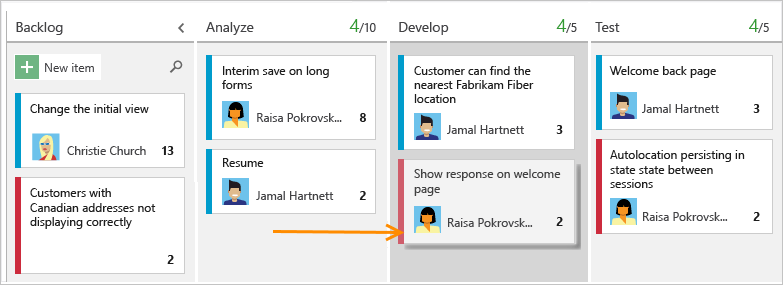 Backlog
New item
Change the initial view
Christie Church 13
Customers with
Canadian addresses not
displaying correctly
2
Analyze 4/10
Interim save on long
forms
Raisa Pokrovsk... 8
Resume
Jamal Hartnett 2
Develop 4/5
Customer can find the
nearest Fabrikam Fiber
location
Jamal Hartnett 3
Show response on welcome
page
Raisa Pokrovsk... 2
Test 4/5
Welcome back page
Jamal Hartnett 3
Autolocation persisting in
state state between
sessions
Raisa Pokrovsk... 2